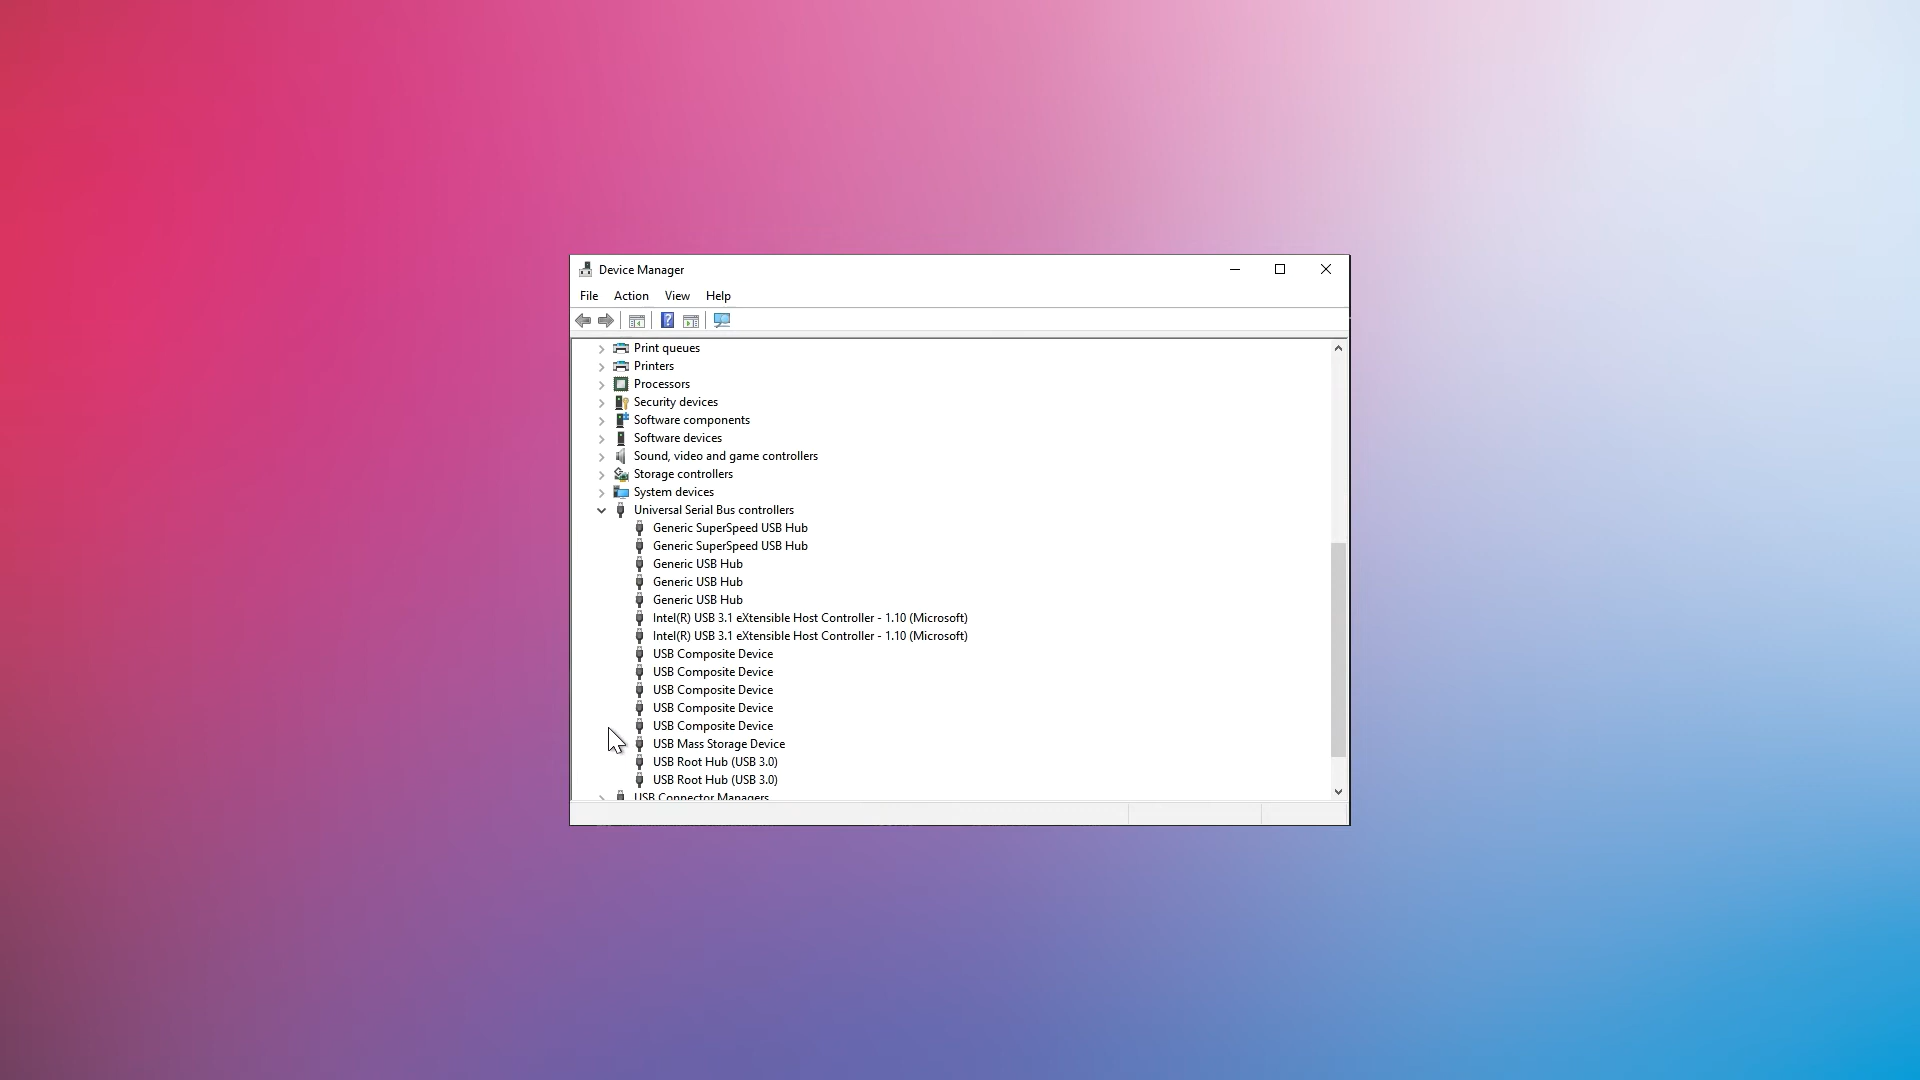 Device Manager
File Action View Help
Print queues
Printers
Processors
Security devices
Software components
Software devices
Sound, video and game controllers
Storage controllers
System devices
Universal Serial Bus controllers
Generic SuperSpeed USB Hub
Generic SuperSpeed USB Hub
Generic USB Hub
Generic USB Hub
Generic USB Hub
Intel(R) USB 3.1 eXtensible Host Controller - 1.10 (Microsoft)
Intel(R) USB 3.1 eXtensible Host Controller - 1.10 (Microsoft)
USB Composite Device
USB Composite Device
USB Composite Device
USB Composite Device
USB Composite Device
USB Mass Storage Device
USB Root Hub (USB 3.0)
USB Root Hub (USB 3.0)
USB Connector Managers